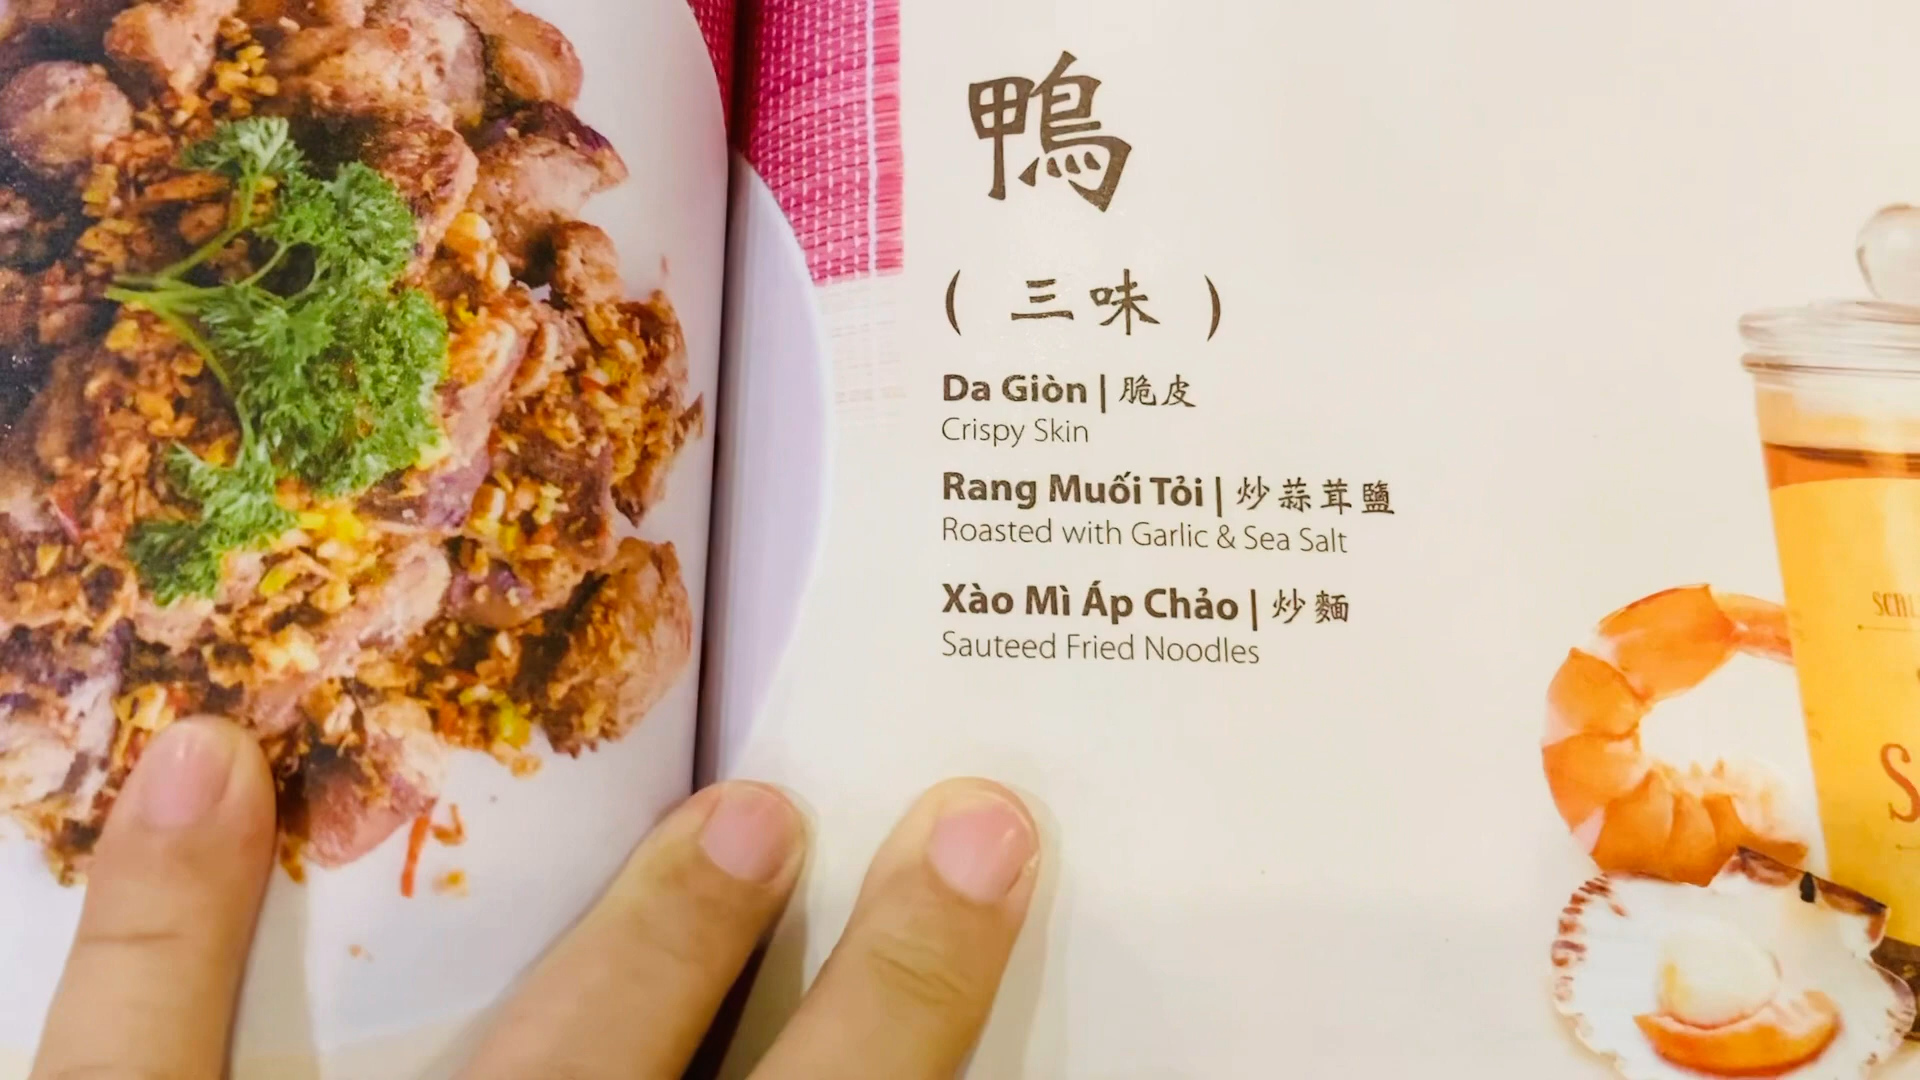 鴨
( 三味 )
Da Giòn | 脆皮
Crispy Skin
Rang Muối Tỏi | 炒蒜茸鹽
Roasted with Garlic & Sea Salt
Xào Mì Áp Chảo | 炒麵
Sauteed Fried Noodles